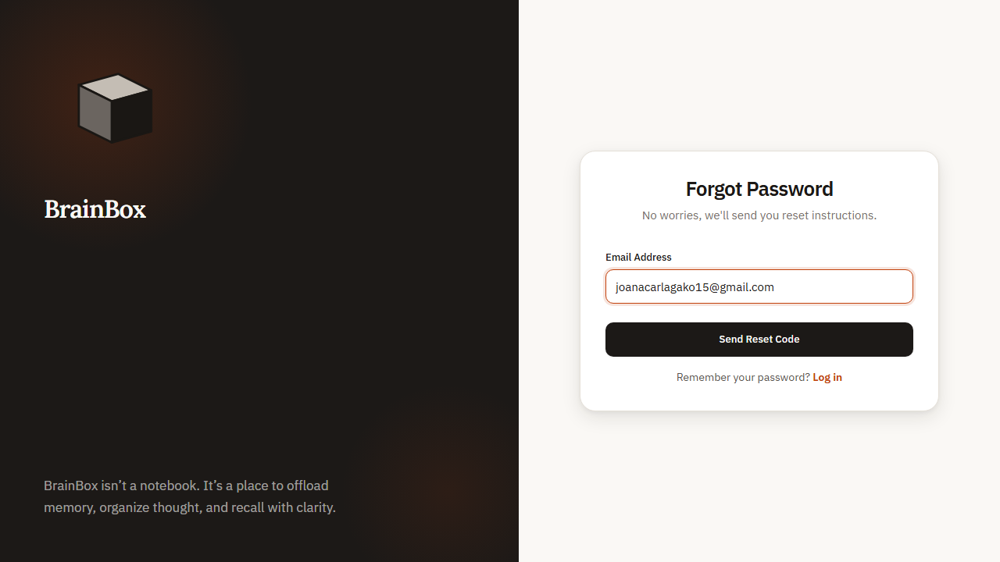 BrainBox
BrainBox isn’t a notebook. It’s a place to offload
memory, organize thought, and recall with clarity.
Forgot Password
No worries, we'll send you reset instructions.
Email Address
joanacarlagako15@gmail.com
Send Reset Code
Remember your password? Log in